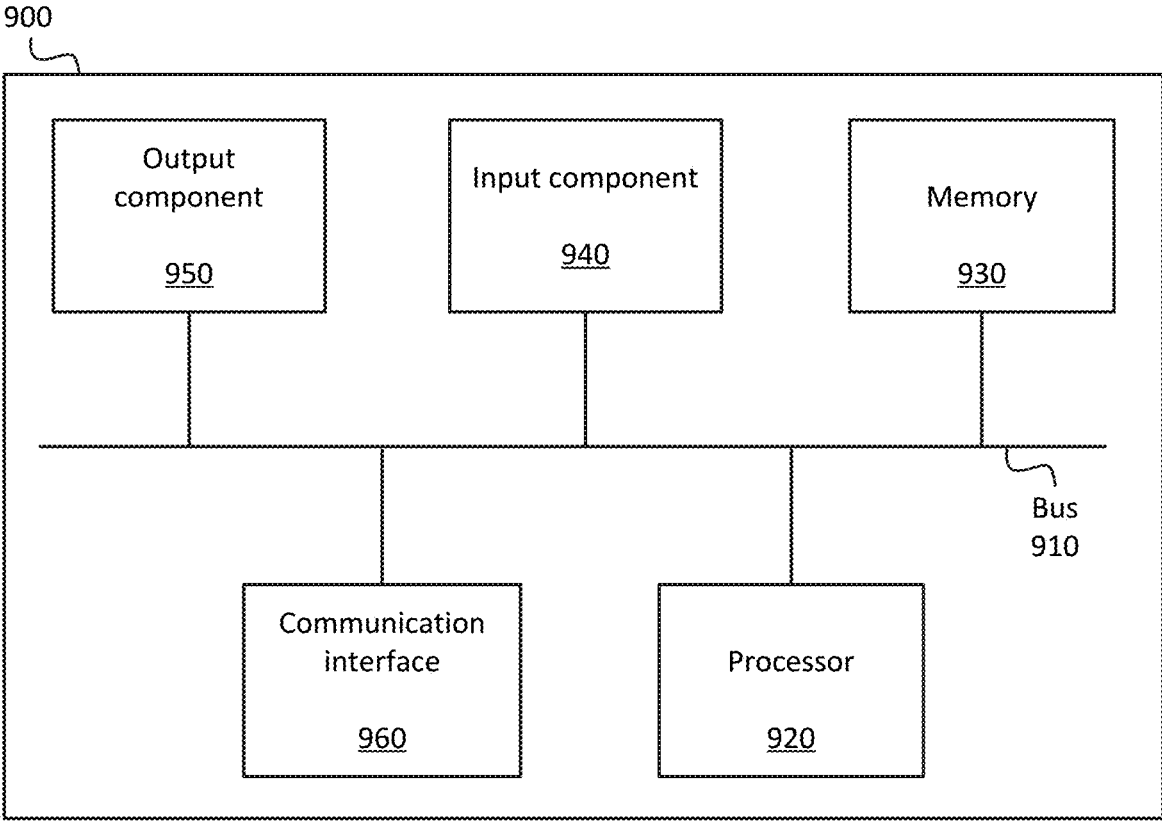 900
Output
component
950
Input component
940
Memory
930
Bus
910
Communication
interface
960
Processor
920